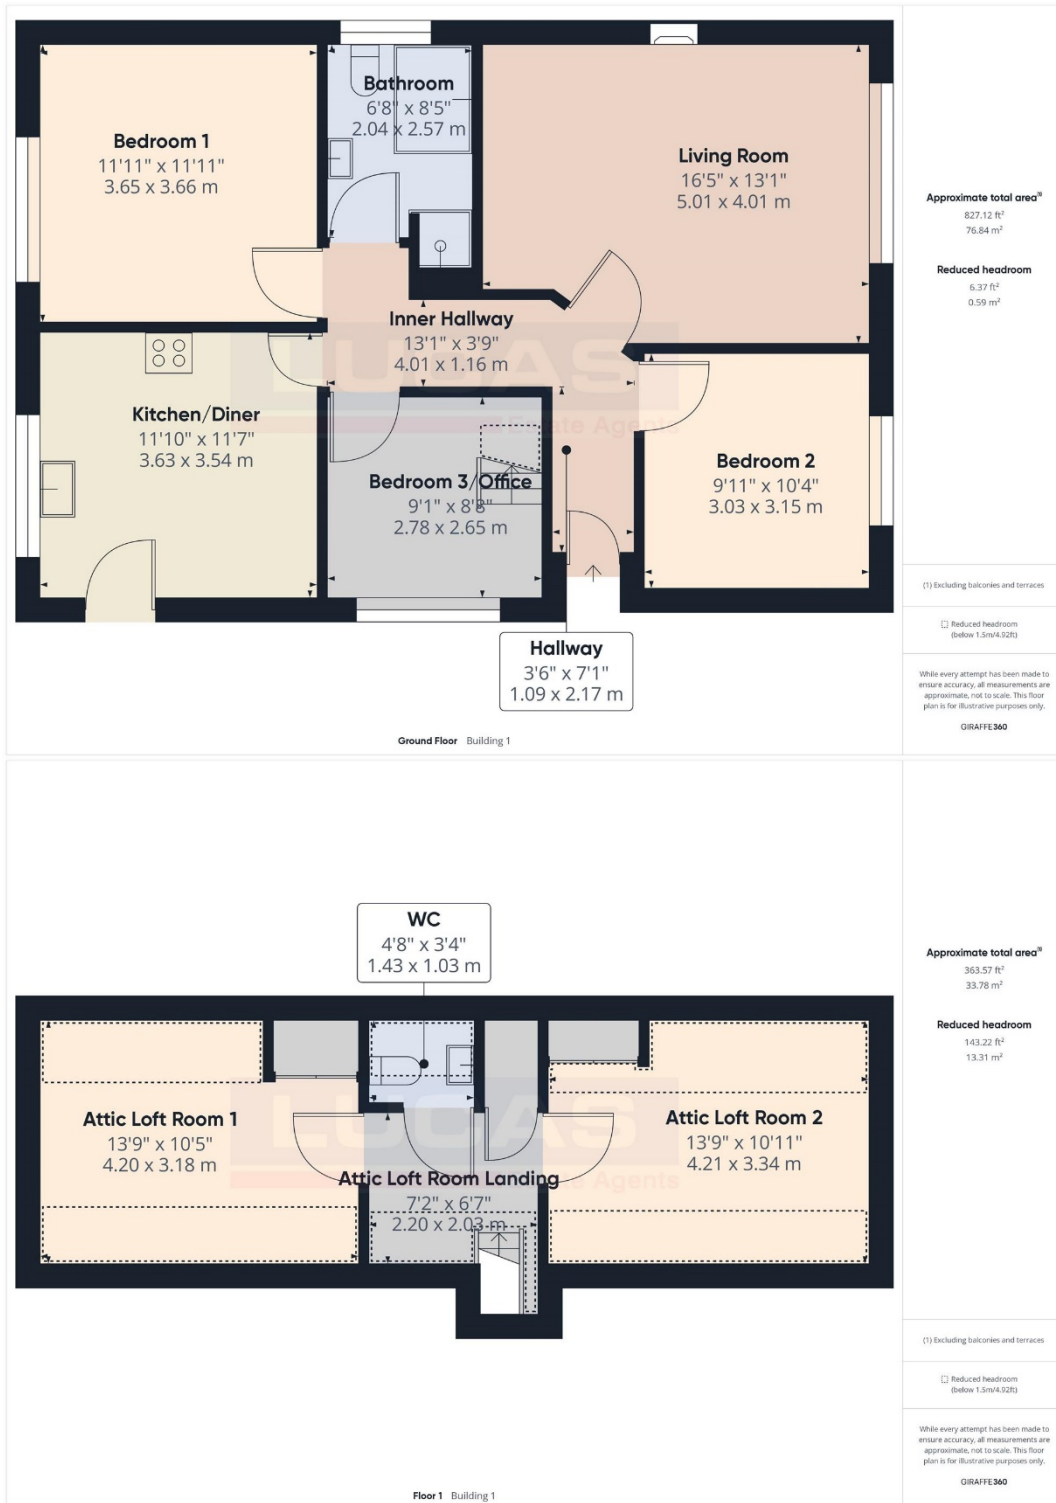 Bedroom 1
11'11" x 11'11"
3.65 x 3.66 m
Bathroom
6'8" x 8'5"
2.04 x 2.57 m
Living Room
16'5" x 13'1"
5.01 x 4.01 m
Inner Hallway
13'1" x 3'9"
4.01 x 1.16 m
LUCAS
Estate Agents
Kitchen/Diner
11'10" x 11'7"
3.63 x 3.54 m
Bedroom 3/Office
9'1" x 8'8"
2.78 x 2.65 m
Bedroom 2
9'11" x 10'4"
3.03 x 3.15 m
Hallway
3'6" x 7'1"
1.09 x 2.17 m
Ground Floor Building 1
Approximate total area(1)
827.12 ft²
76.84 m²
Reduced headroom
6.37 ft²
0.59 m²
(1) Excluding balconies and terraces
Reduced headroom
(below 1.5m/4.92ft)
While every attempt has been made to
ensure accuracy, all measurements are
approximate, not to scale. This floor
plan is for illustrative purposes only.
GIRAFFE360
WC
4'8" x 3'4"
1.43 x 1.03 m
Attic Loft Room 1
13'9" x 10'5"
4.20 x 3.18 m
LUCAS
Estate Agents
Attic Loft Room Landing
7'2" x 6'7"
2.20 x 2.03 m
Attic Loft Room 2
13'9" x 10'11"
4.21 x 3.34 m
Floor 1 Building 1
Approximate total area(1)
363.57 ft²
33.78 m²
Reduced headroom
143.22 ft²
13.31 m²
(1) Excluding balconies and terraces
Reduced headroom
(below 1.5m/4.92ft)
While every attempt has been made to
ensure accuracy, all measurements are
approximate, not to scale. This floor
plan is for illustrative purposes only.
GIRAFFE360